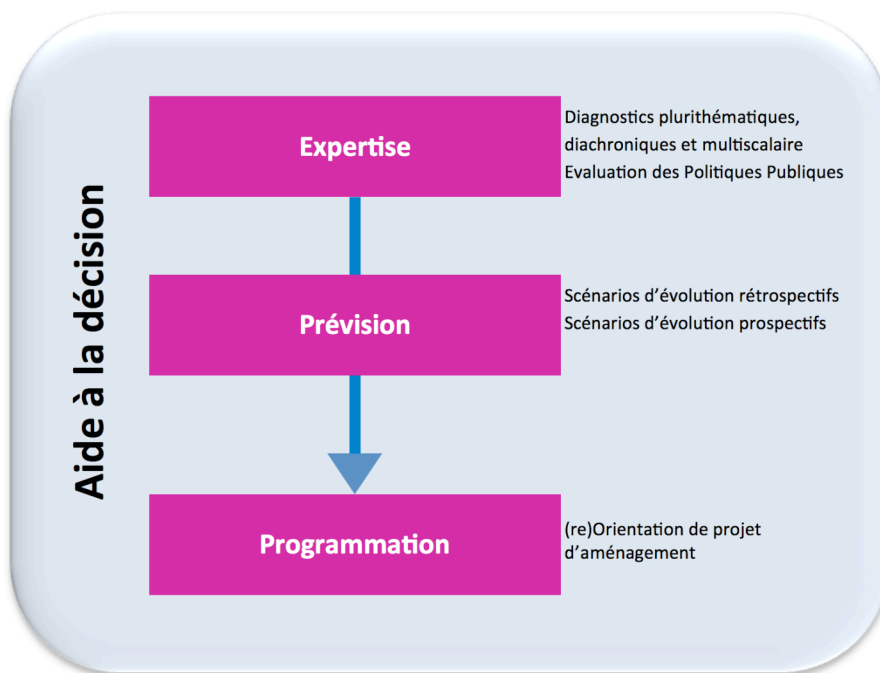 Aide à la décision
Expertise
Diagnostics plurithématiques,
diachroniques et multiscalaire
Evaluation des Politiques Publiques
Prévision
Scénarios d’évolution rétrospectifs
Scénarios d’évolution prospectifs
Programmation
(re)Orientation de projet
d’aménagement